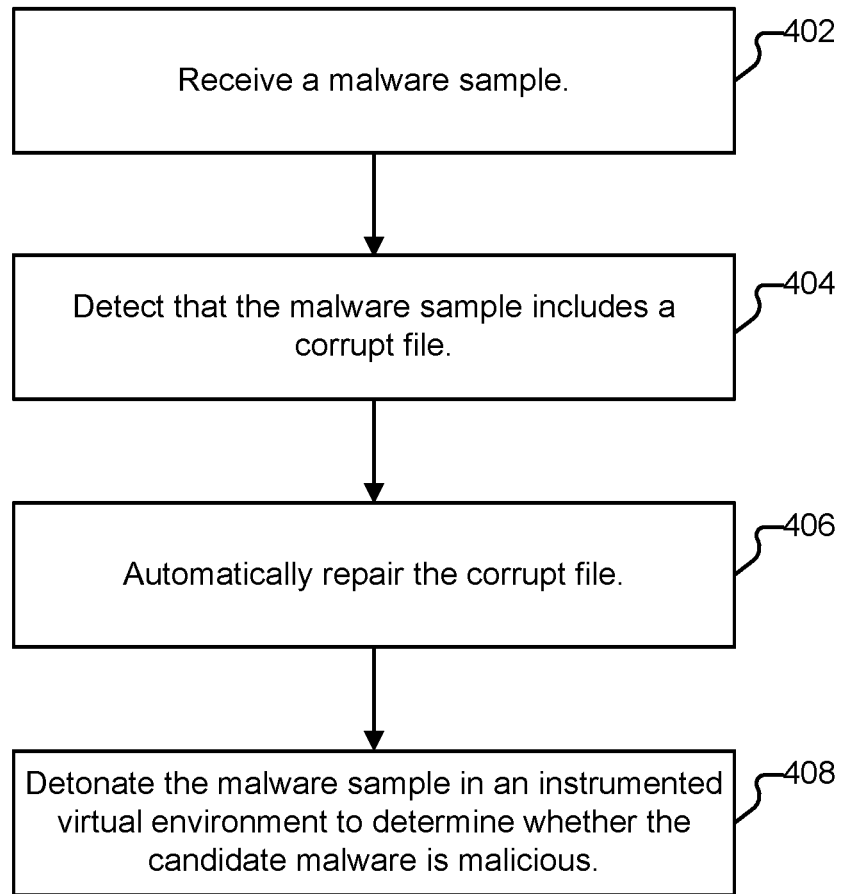 Receive a malware sample.
402
Detect that the malware sample includes a
corrupt file.
404
Automatically repair the corrupt file.
406
Detonate the malware sample in an instrumented
virtual environment to determine whether the
candidate malware is malicious.
408